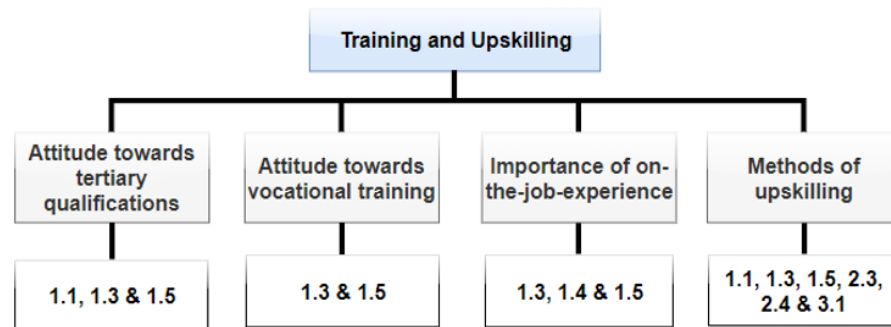 Training and Upskilling
Attitude towards
tertiary
qualifications
Attitude towards
vocational training
Importance of on-
the-job-experience
Methods of
upskilling
1.1, 1.3 & 1.5
1.3 & 1.5
1.3, 1.4 & 1.5
1.1, 1.3, 1.5, 2.3,
2.4 & 3.1